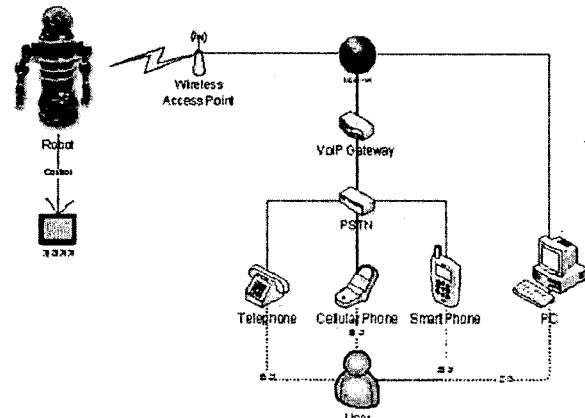 Wireless
Access Point
Robot
Control
VoIP Gateway
PSTN
Telephone
Cellular Phone
Smart Phone
PC
User